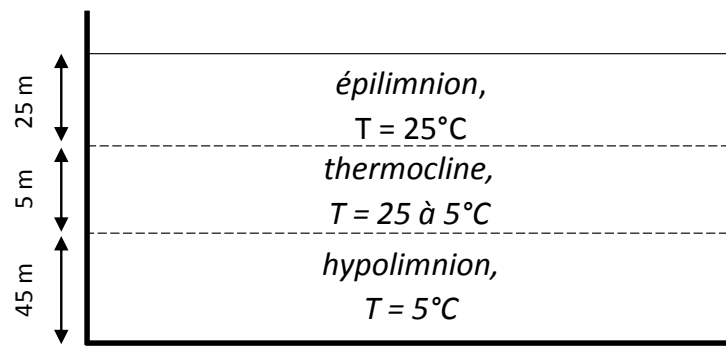 25 m
épilimnion,
T = 25°C
5 m
thermocline,
T = 25 à 5°C
45 m
hypolimnion,
T = 5°C